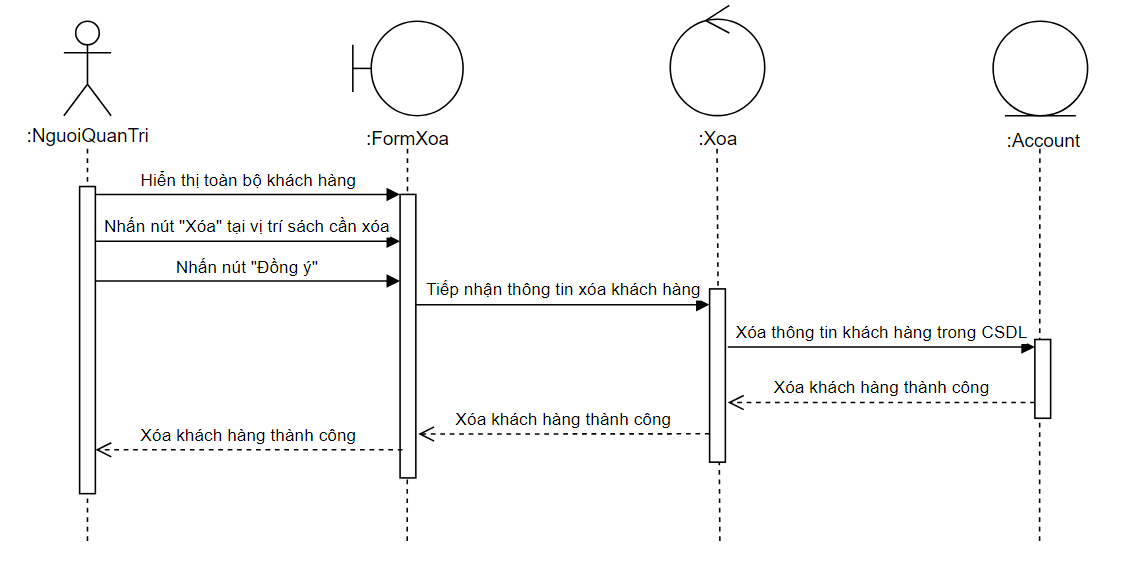 :NguoiQuanTri
:FormXoa
:Xoa
:Account
Hiển thị toàn bộ khách hàng
Nhấn nút "Xóa" tại vị trí sách cần xóa
Nhấn nút "Đồng ý"
Tiếp nhận thông tin xóa khách hàng
Xóa thông tin khách hàng trong CSDL
Xóa khách hàng thành công
Xóa khách hàng thành công
Xóa khách hàng thành công